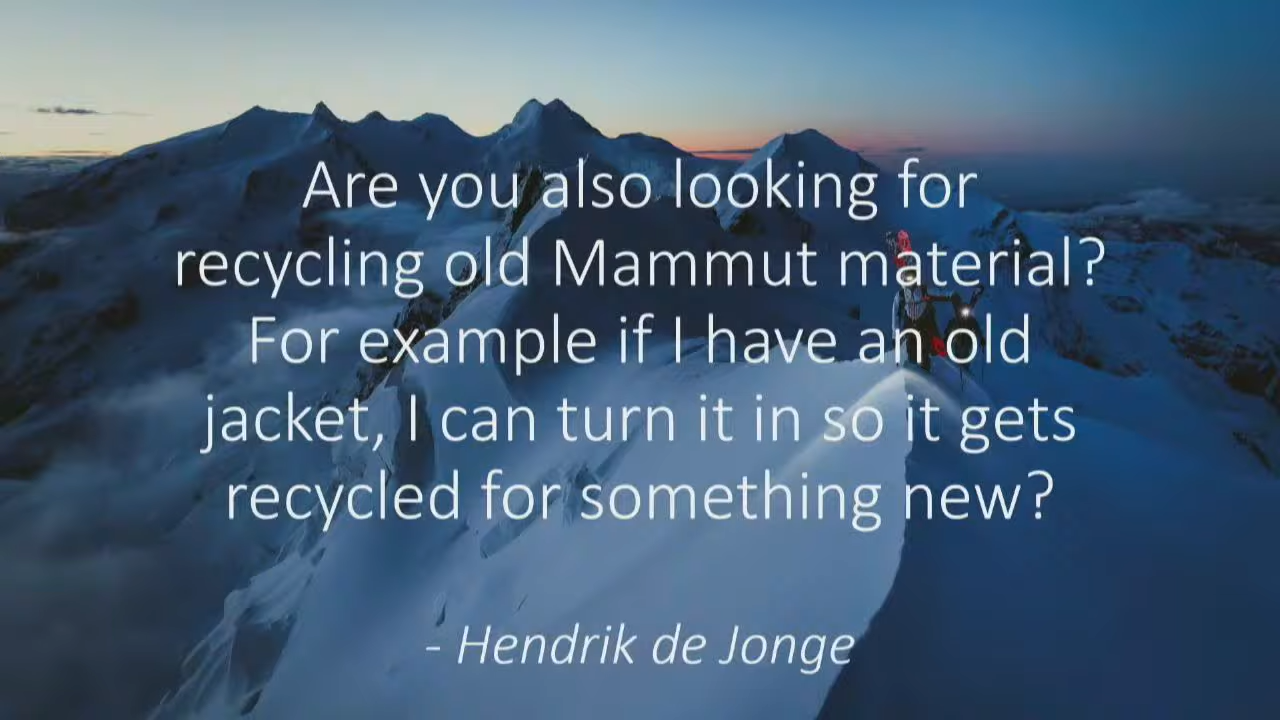 Are you also looking for
recycling old Mammut material?
For example if I have an old
jacket, I can turn it in so it gets
recycled for something new?
- Hendrik de Jonge